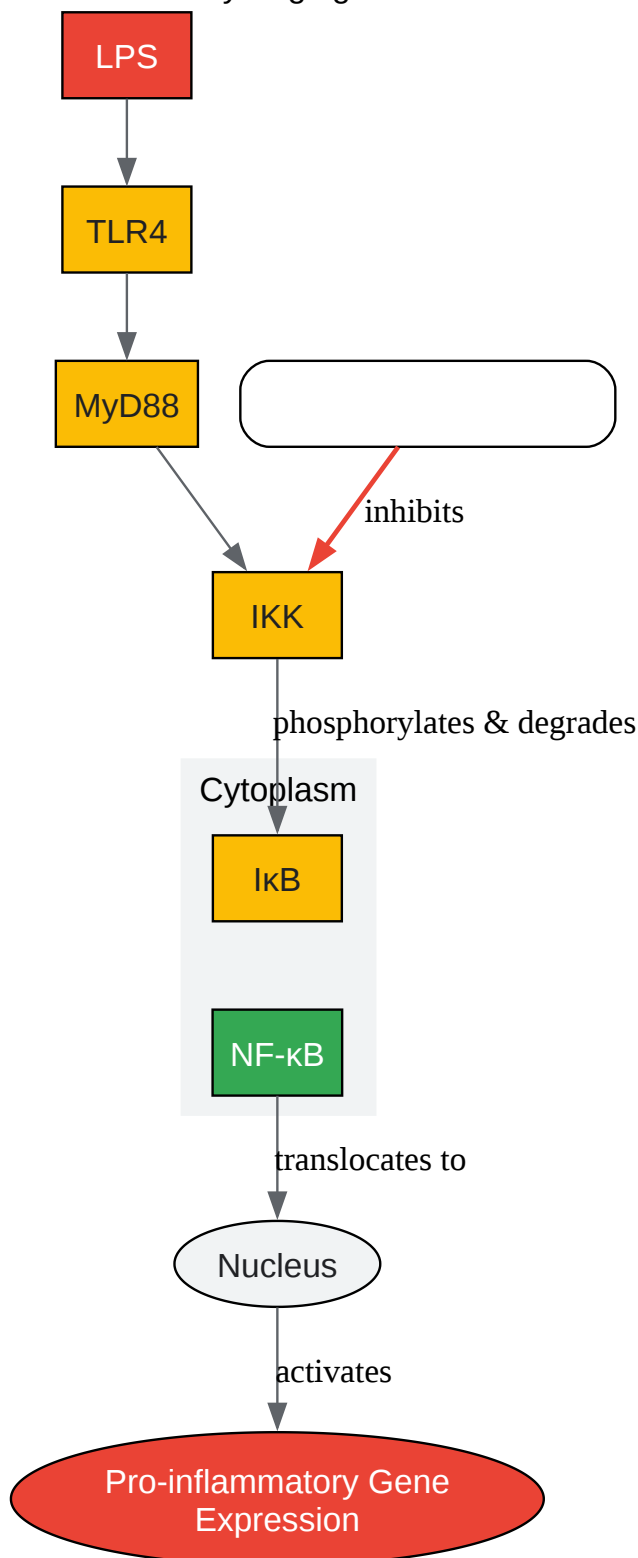 LPS
TLR4
MyD88
inhibits
IKK
phosphorylates & degrades
Cytoplasm
IκB
NF-κB
translocates to
Nucleus
activates
Pro-inflammatory Gene
Expression